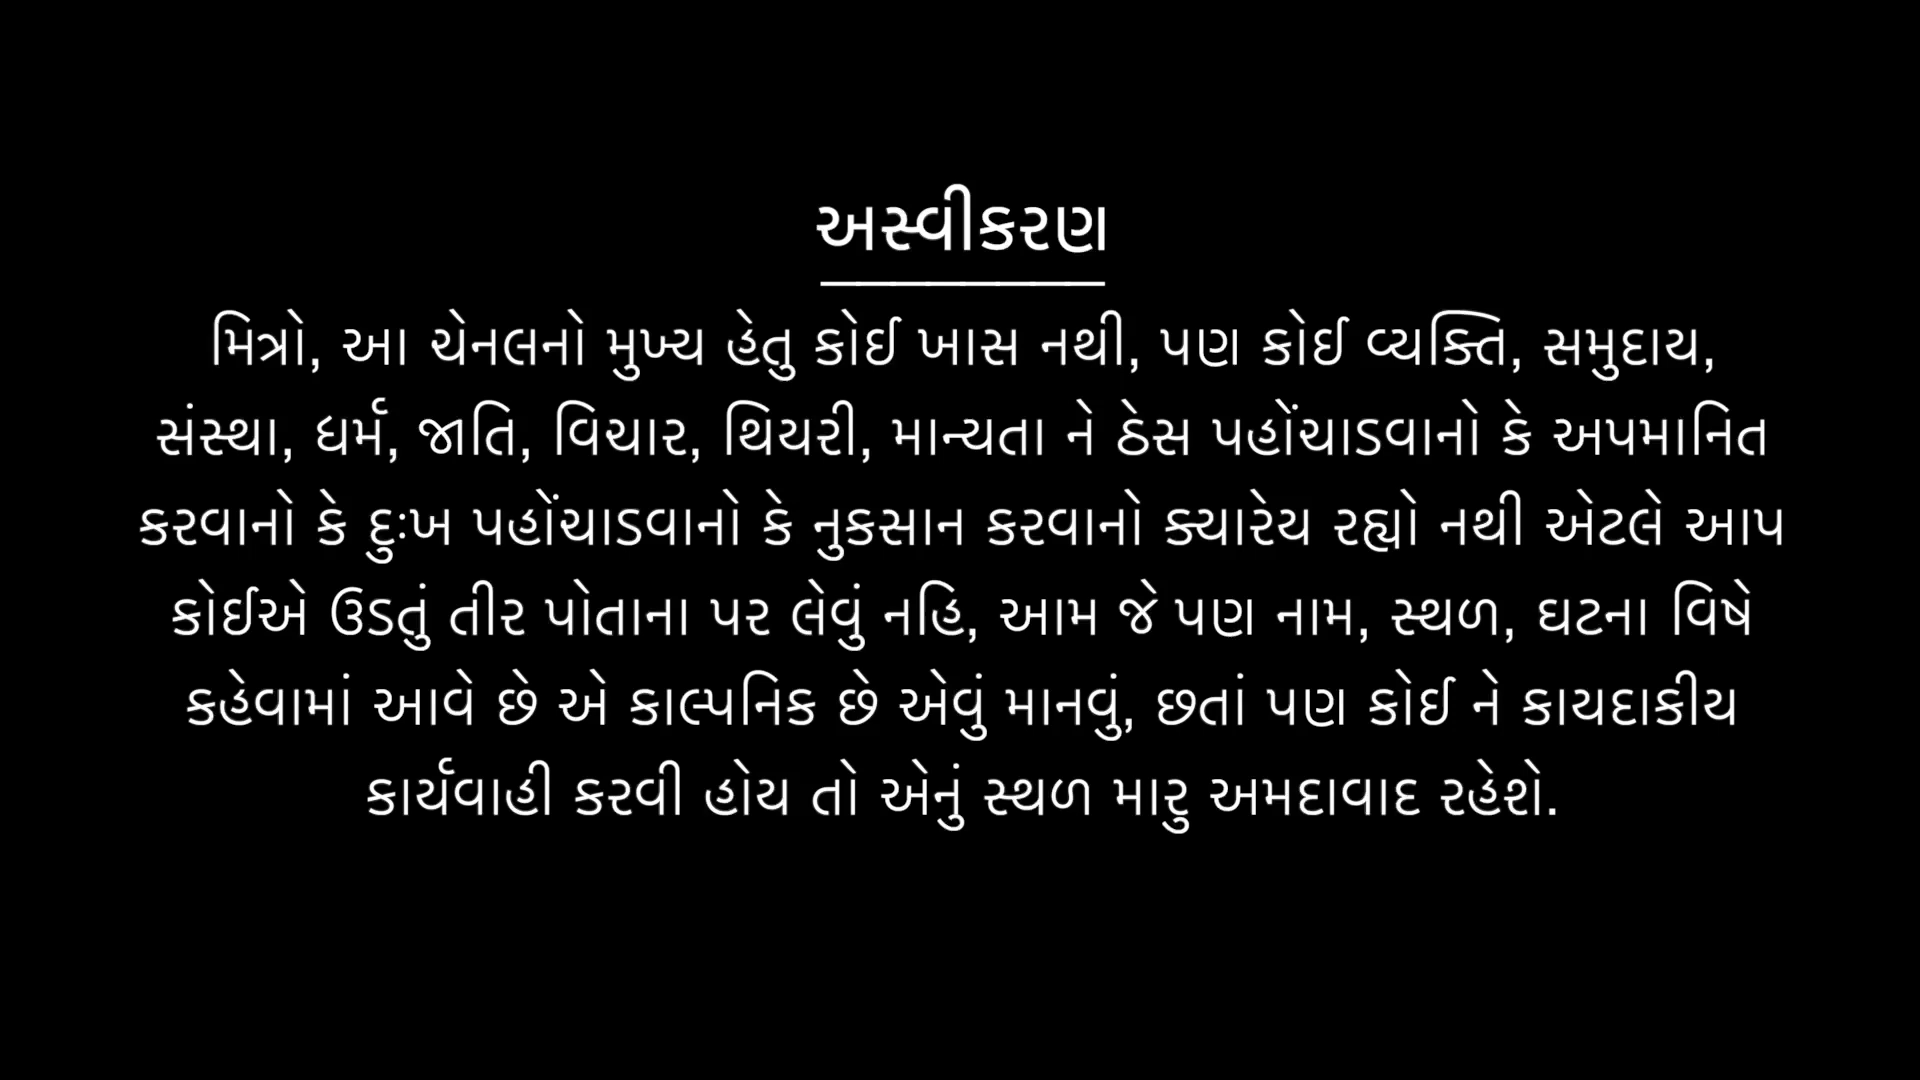 અસ્વીકરણ
મિત્રો, આ ચેનલનો મુખ્ય હેતુ કોઈ ખાસ નથી, પણ કોઈ વ્યક્તિ, સમુદાય,
સંસ્થા, ધર્મ, જાતિ, વિચાર, થિયરી, માન્યતા ને ઠેસ પહોંચાડવાનો કે અપમાનિત
કરવાનો કે દુઃખ પહોંચાડવાનો કે નુકસાન કરવાનો ક્યારેય રહ્યો નથી એટલે આપ
કોઈએ ઉડતું તીર પોતાના પર લેવું નહિ, આમ જે પણ નામ, સ્થળ, ઘટના વિષે
કહેવામાં આવે છે એ કાલ્પનિક છે એવું માનવું, છતાં પણ કોઈ ને કાયદાકીય
કાર્યવાહી કરવી હોય તો એનું સ્થળ મારુ અમદાવાદ રહેશે.